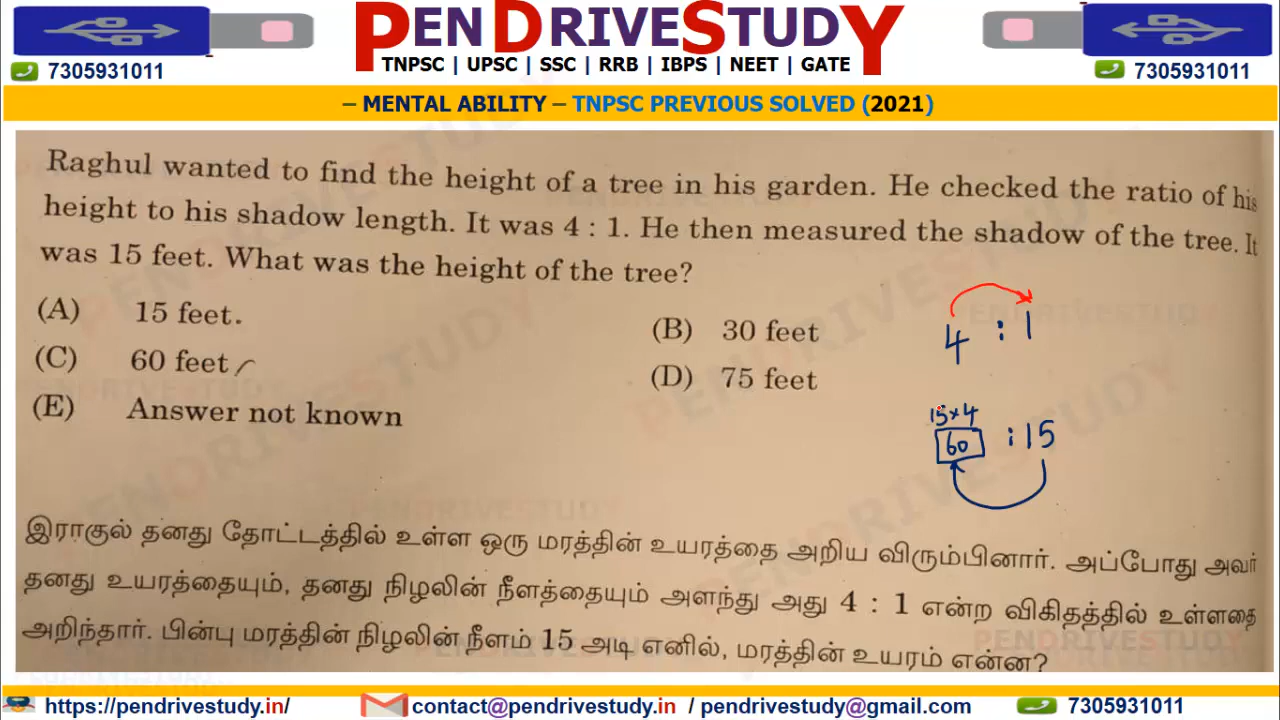 PENDRIVESTUDY
TNPSC | UPSC | SSC | RRB | IBPS | NEET | GATE
7305931011
7305931011
– MENTAL ABILITY – TNPSC PREVIOUS SOLVED (2021)
Raghul wanted to find the height of a tree in his garden. He checked the ratio of his
height to his shadow length. It was 4 : 1. He then measured the shadow of the tree. It
was 15 feet. What was the height of the tree?
(A) 15 feet.
(B) 30 feet
(C) 60 feet
(D) 75 feet
(E) Answer not known
4 : 1
15×4
60 : 15
இராகுல் தனது தோட்டத்தில் உள்ள ஒரு மரத்தின் உயரத்தை அறிய விரும்பினார். அப்போது அவர்
தனது உயரத்தையும், தனது நிழலின் நீளத்தையும் அளந்து அது 4 : 1 என்ற விகிதத்தில் உள்ளதை
அறிந்தார். பின்பு மரத்தின் நிழலின் நீளம் 15 அடி எனில், மரத்தின் உயரம் என்ன?
https://pendrivestudy.in/ contact@pendrivestudy.in / pendrivestudy@gmail.com 7305931011